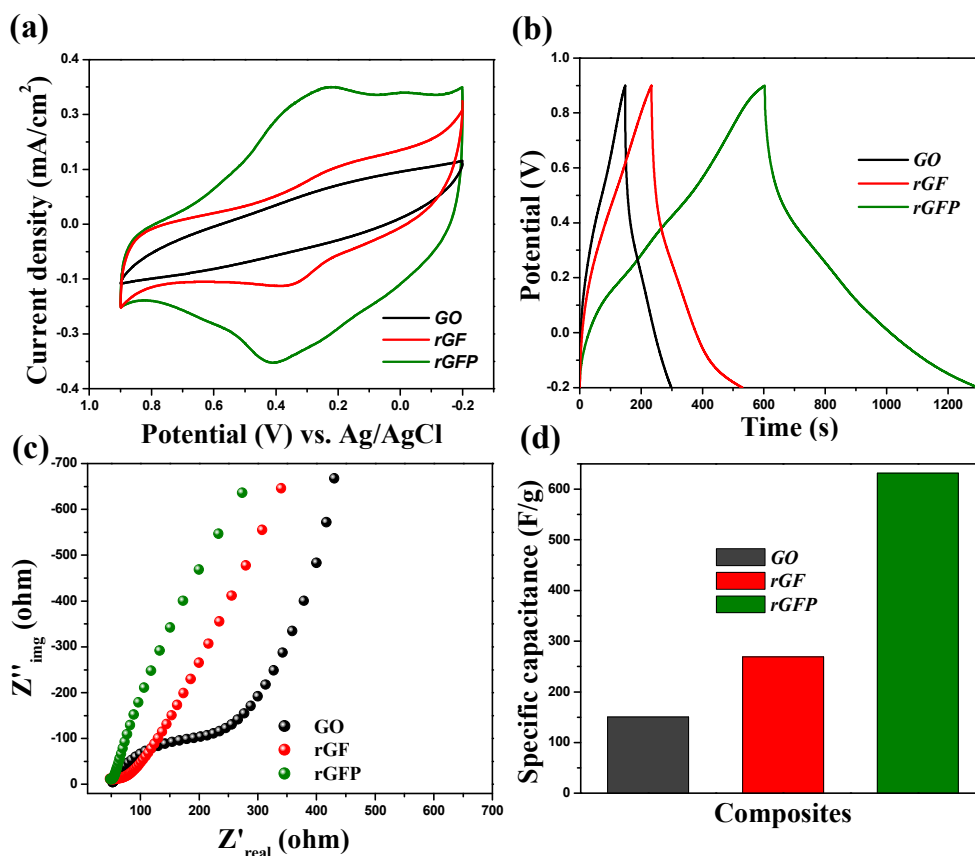 (a)
Current density (mA/cm²)
0.4
0.3
0.1
0.0
-0.1
-0.3
-0.4
GO
rGF
rGFP
1.0 0.8 0.6 0.4 0.2 0.0 -0.2
Potential (V) vs. Ag/AgCl
(b)
Potential (V)
1.0
0.8
0.6
0.4
0.2
0.0
-0.2
GO
rGF
rGFP
0 200 400 600 800 1000 1200
Time (s)
(c)
Z''img (ohm)
-700
-600
-500
-400
-300
-200
-100
0
GO
rGF
rGFP
100 200 300 400 500 600 700
Z'real (ohm)
(d)
Specific capacitance (F/g)
600
500
400
300
200
100
0
GO
rGF
rGFP
Composites